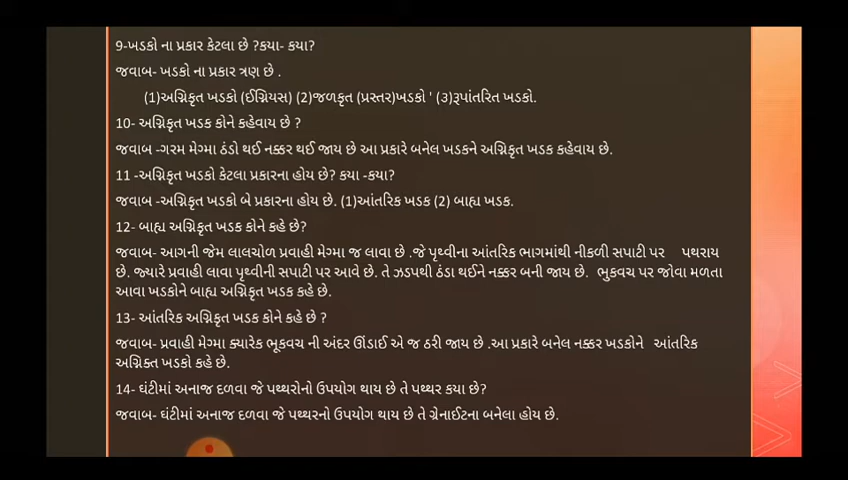 9-ખડકો ના પ્રકાર કેટલા છે ?કયા- કયા?
જવાબ- ખડકો ના પ્રકાર ત્રણ છે .
(1)અગ્નિકૃત ખડકો (ઈગ્નિયસ) (2)જળકૃત (પ્રસ્તર)ખડકો ' (૩)રૂપાંતરિત ખડકો.
10- અગ્નિકૃત ખડક કોને કહેવાય છે ?
જવાબ -ગરમ મેગ્મા ઠંડો થઈ નક્કર થઈ જાય છે આ પ્રકારે બનેલ ખડકને અગ્નિકૃત ખડક કહેવાય છે.
11 -અગ્નિકૃત ખડકો કેટલા પ્રકારના હોય છે? કયા -કયા?
જવાબ -અગ્નિકૃત ખડકો બે પ્રકારના હોય છે. (1)આંતરિક ખડક (2) બાહ્ય ખડક.
12- બાહ્ય અગ્નિકૃત ખડક કોને કહે છે?
જવાબ- આગની જેમ લાલચોળ પ્રવાહી મેગ્મા જ લાવા છે .જે પૃથ્વીના આંતરિક ભાગમાંથી નીકળી સપાટી પર પથરાય
છે. જ્યારે પ્રવાહી લાવા પૃથ્વીની સપાટી પર આવે છે. તે ઝડપથી ઠંડા થઈને નક્કર બની જાય છે. ભુકવચ પર જોવા મળતા
આવા ખડકોને બાહ્ય અગ્નિકૃત ખડક કહે છે.
13- આંતરિક અગ્નિકૃત ખડક કોને કહે છે ?
જવાબ- પ્રવાહી મેગ્મા ક્યારેક ભૂકવચ ની અંદર ઊંડાઈ એ જ ઠરી જાય છે .આ પ્રકારે બનેલ નક્કર ખડકોને આંતરિક
અગ્નિક્ત ખડકો કહે છે.
14- ઘંટીમાં અનાજ દળવા જે પથ્થરોનો ઉપયોગ થાય છે તે પથ્થર કયા છે?
જવાબ- ઘંટીમાં અનાજ દળવા જે પથ્થરનો ઉપયોગ થાય છે તે ગ્રેનાઈટના બનેલા હોય છે.